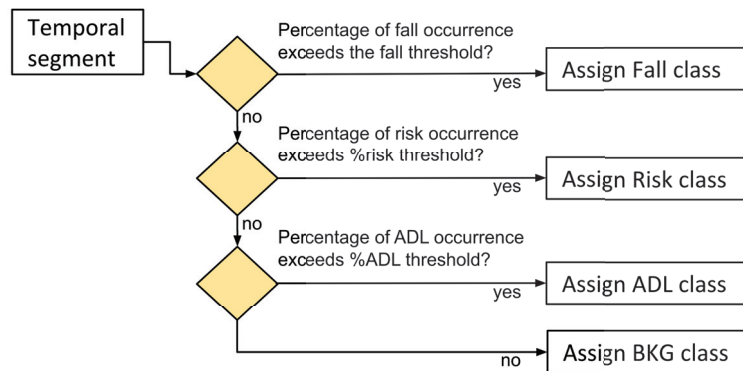 Temporal
segment
Percentage of fall occurrence
exceeds the fall threshold?
yes
Assign Fall class
no
Percentage of risk occurrence
exceeds %risk threshold?
yes
Assign Risk class
no
Percentage of ADL occurrence
exceeds %ADL threshold?
yes
Assign ADL class
no
Assign BKG class